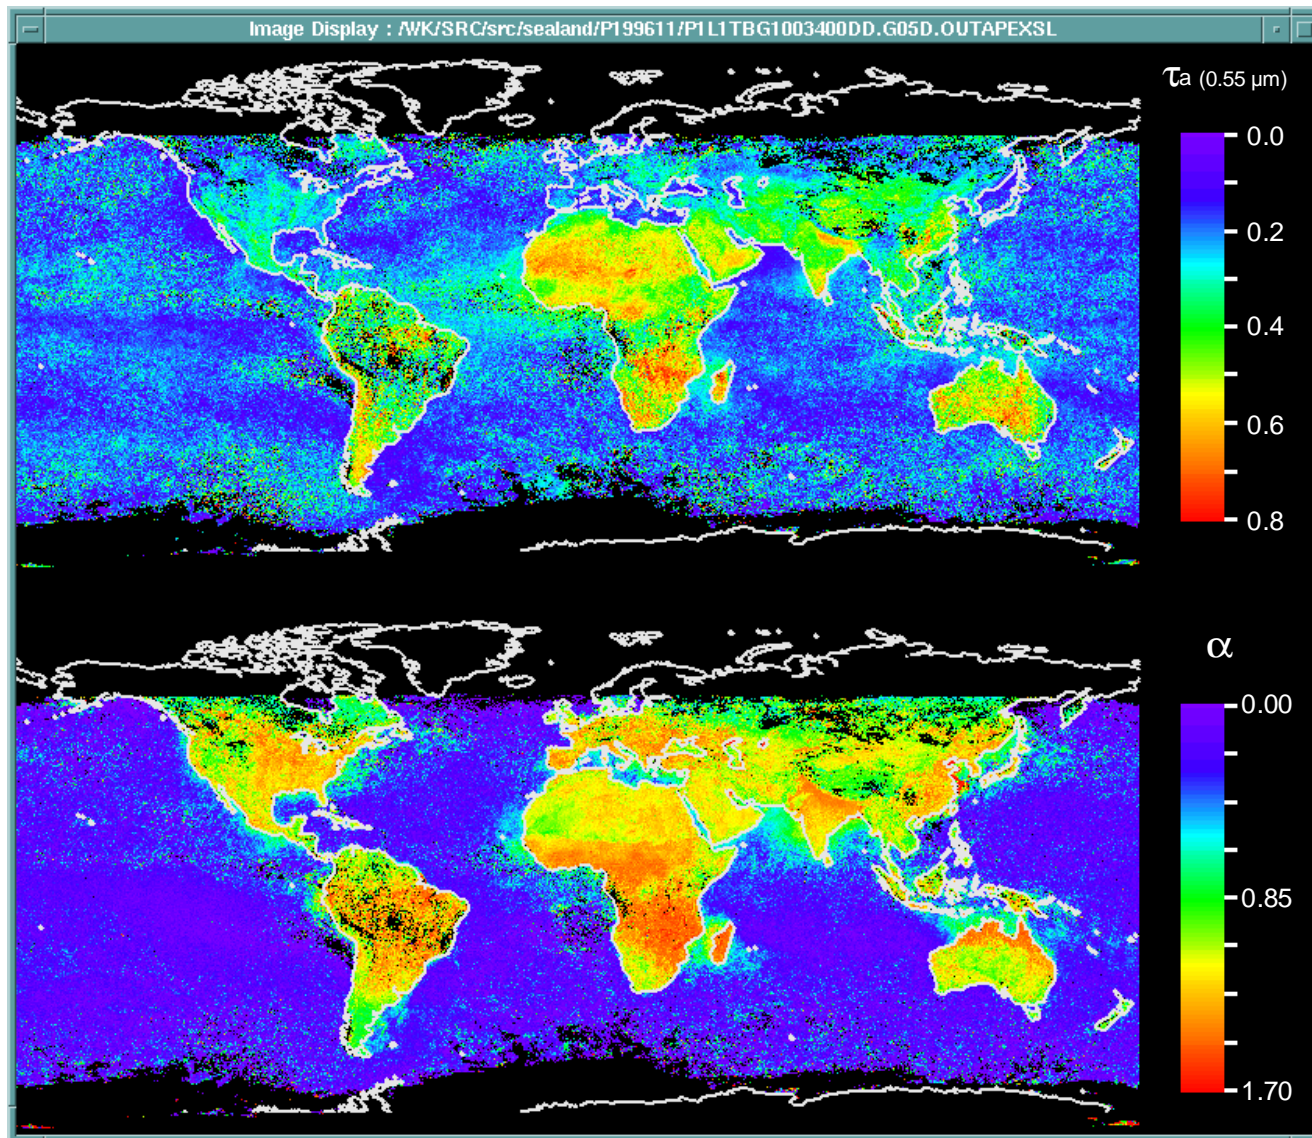 Image Display : /WK/SRC/src/sealand/P199611/P1L1TBG1003400DD.G05D.OUTAPEXSL
τa (0.55 µm)
0.0
0.2
0.4
0.6
0.8
α
0.00
0.85
1.70